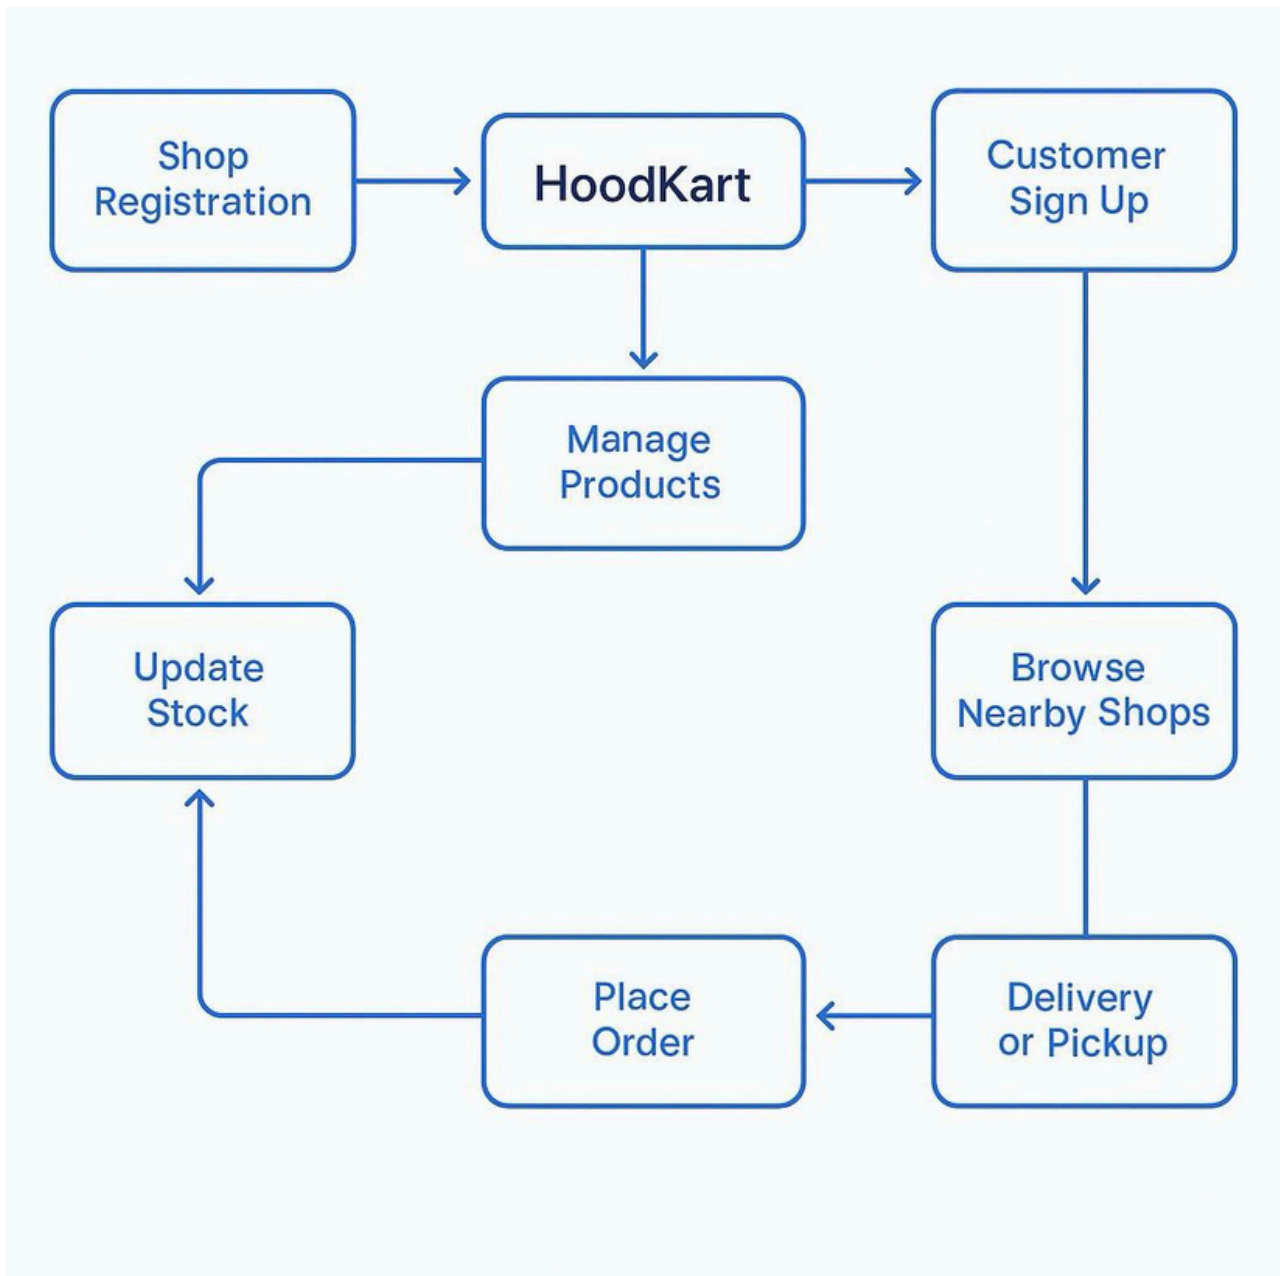 Shop
Registration
HoodKart
Customer
Sign Up
Manage
Products
Update
Stock
Browse
Nearby Shops
Place
Order
Delivery
or Pickup